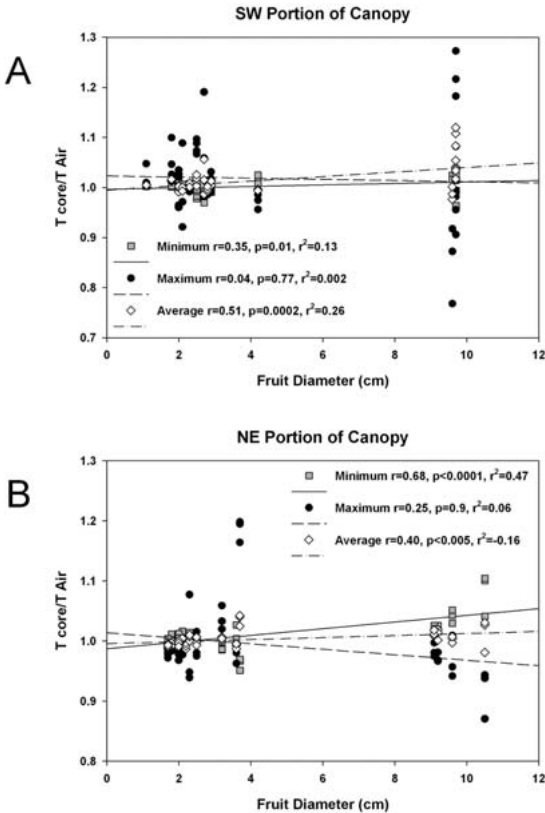 SW Portion of Canopy
A
1.3
1.2
1.1
1.0
0.9
0.8
0.7
T core/T Air
Minimum r=0.35, p=0.01, r²=0.13
Maximum r=0.04, p=0.77, r²=0.002
Average r=0.51, p=0.0002, r²=0.26
0 2 4 6 8 10 12
Fruit Diameter (cm)
NE Portion of Canopy
B
1.3
1.2
1.1
1.0
0.9
0.8
T core/T Air
Minimum r=0.68, p<0.0001, r²=0.47
Maximum r=0.25, p=0.9, r²=0.06
Average r=0.40, p<0.005, r²=-0.16
0 2 4 6 8 10 12
Fruit Diameter (cm)